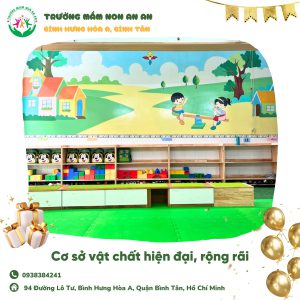 TRƯỜNG MẦM NON AN AN
BÌNH HƯNG HÒA A, BÌNH TÂN
Cơ sở vật chất hiện đại, rộng rãi
0938384241
94 Đường Lô Tư, Bình Hưng Hòa A, Quận Bình Tân, Hồ Chí Minh